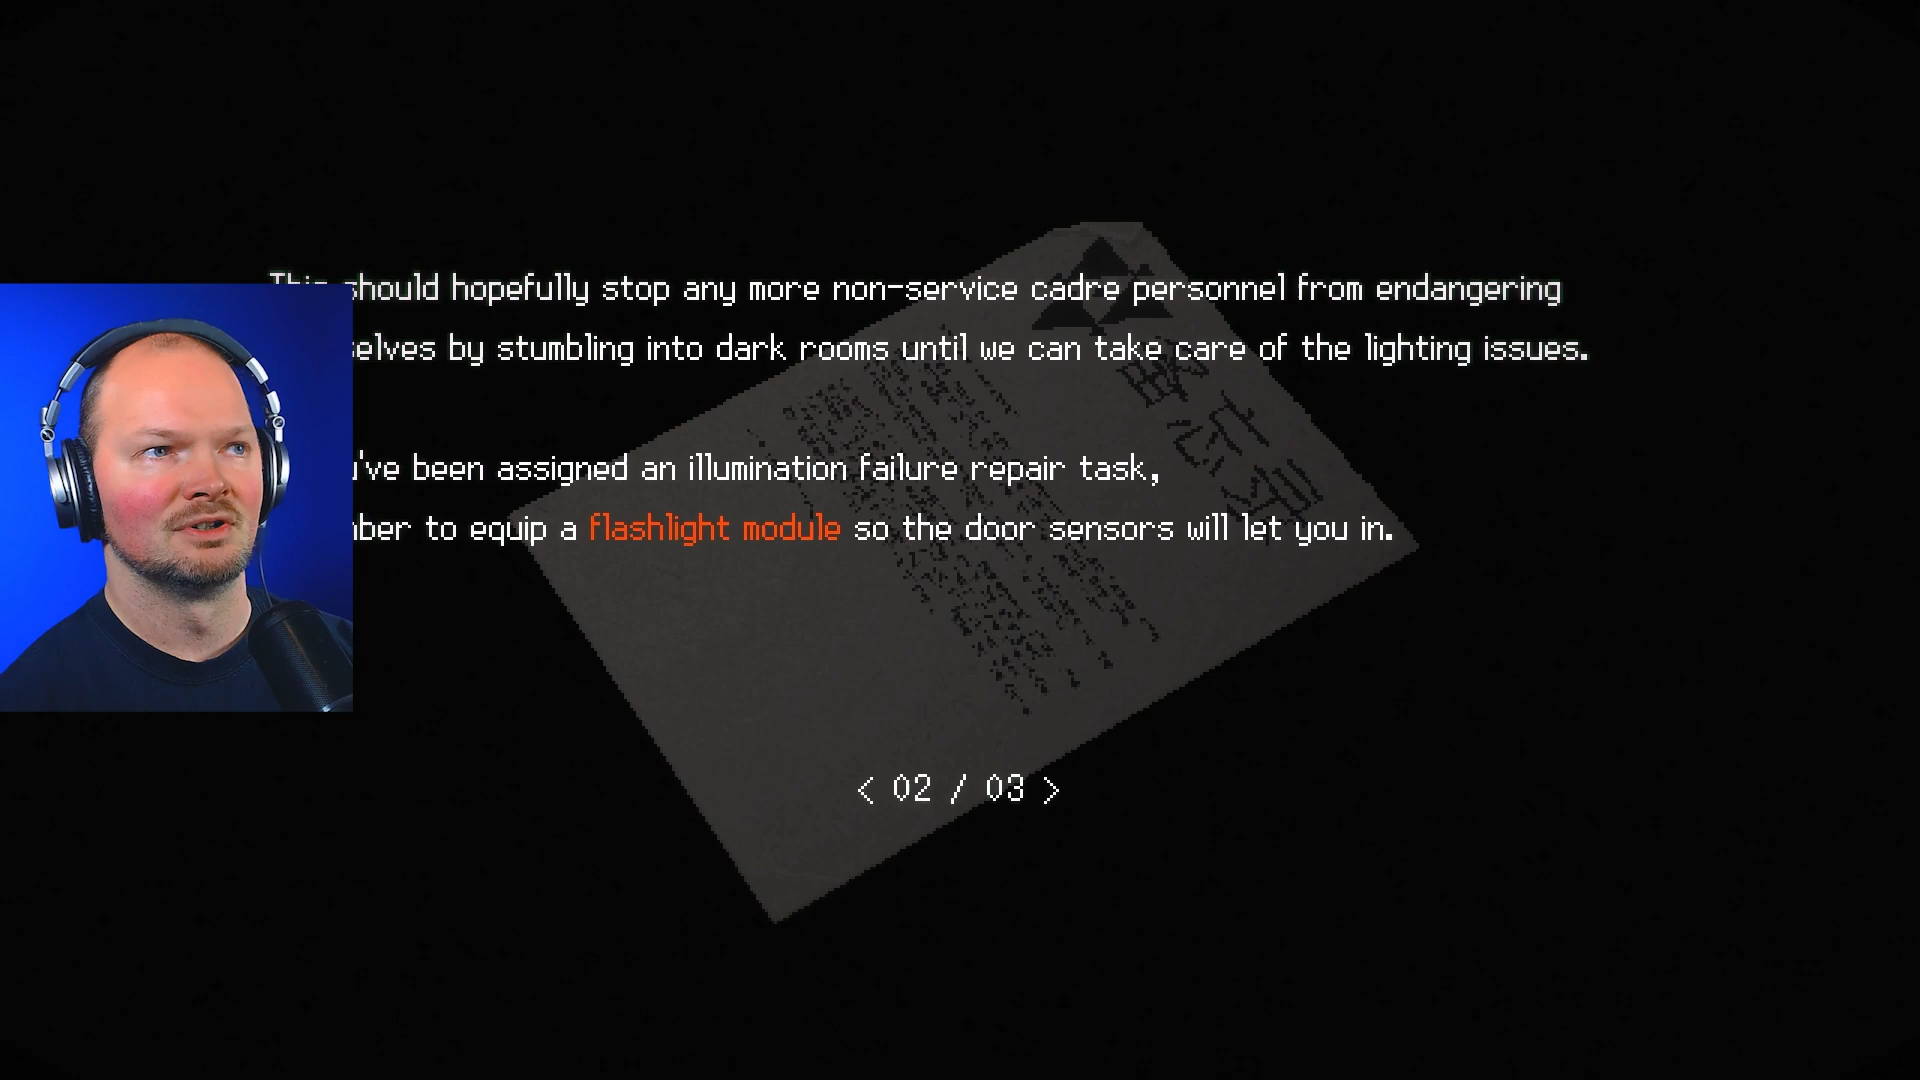 This should hopefully stop any more non-service cadre personnel from endangering
selves by stumbling into dark rooms until we can take care of the lighting issues.
u've been assigned an illumination failure repair task,
ber to equip a flashlight module so the door sensors will let you in.
< 02 / 03 >